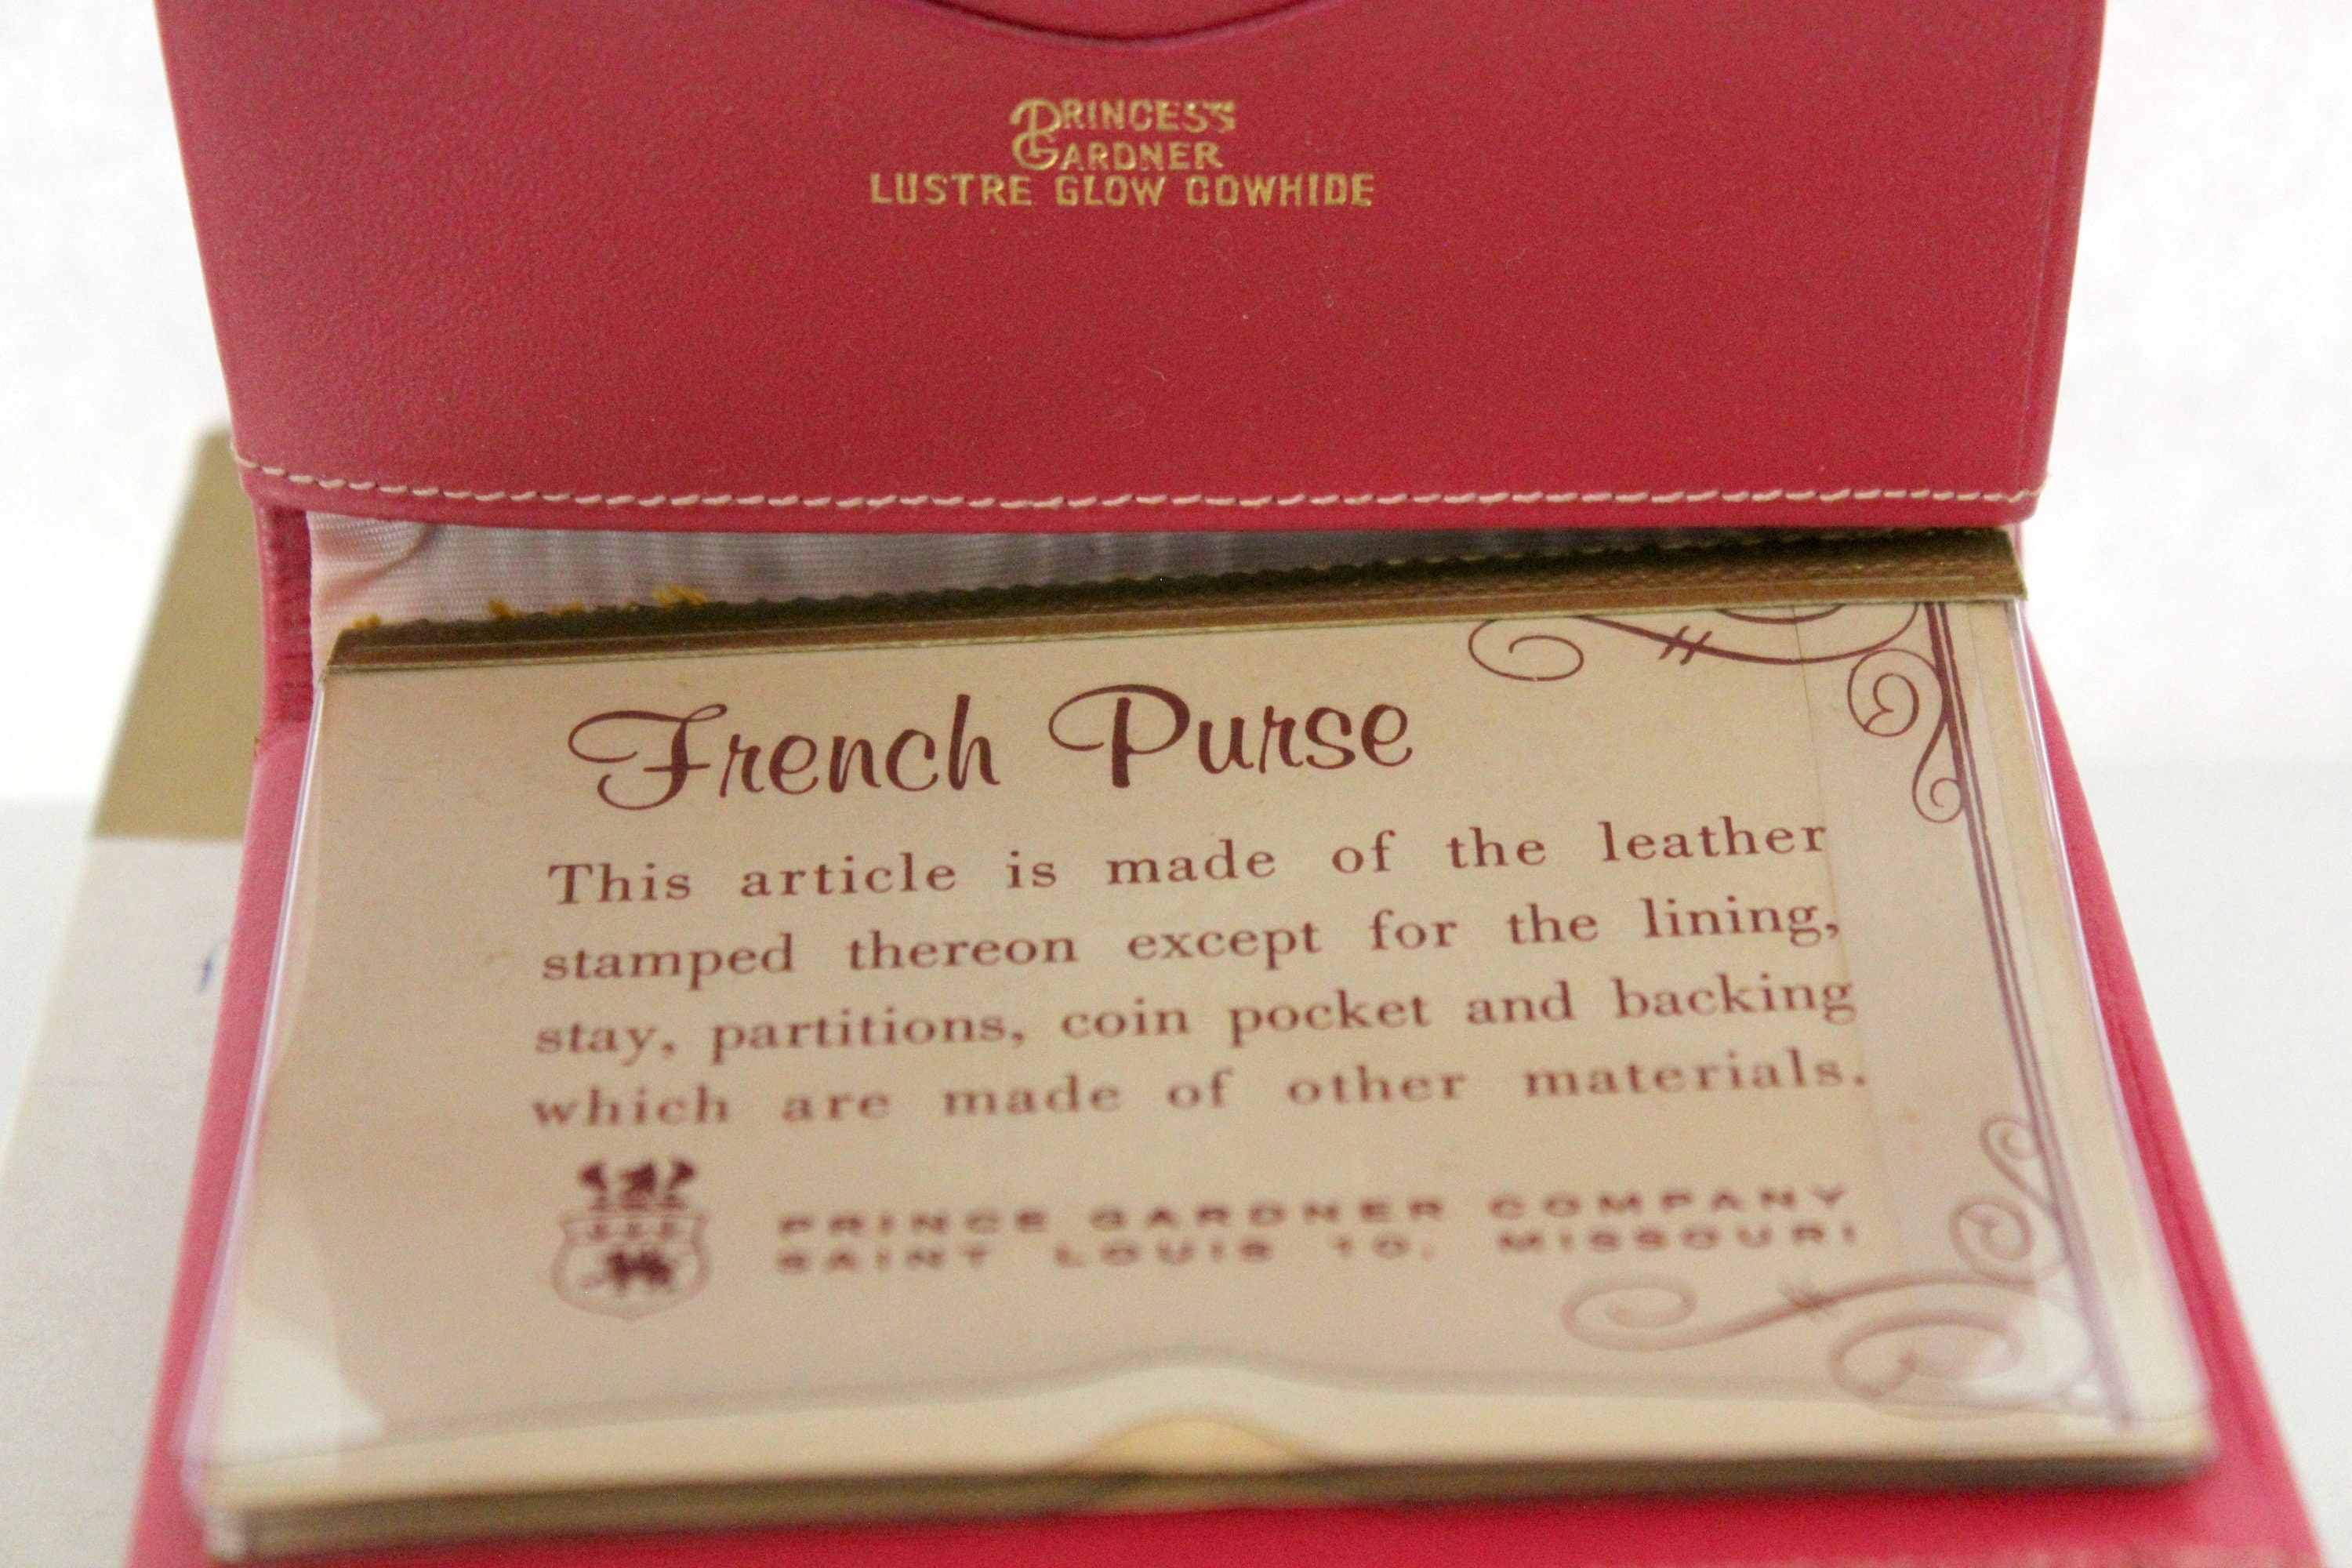 PRINCESS
GARDNER
LUSTRE GLOW COWHIDE
French Purse
This article is made of the leather
stamped thereon except for the lining,
stay, partitions, coin pocket and backing
which are made of other materials.
PRINCE GARDNER COMPANY
SAINT LOUIS 10, MISSOURI